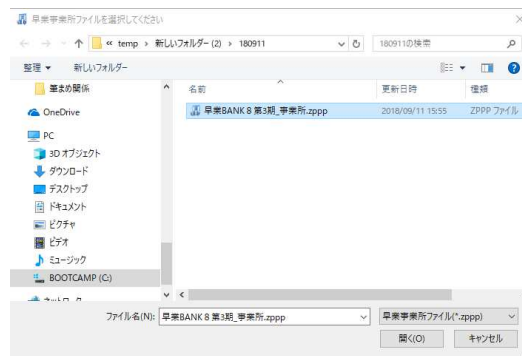 早業事業所ファイルを選択してください
« temp › 新しいフォルダー (2) › 180911
180911の検索
整理 ▼ 新しいフォルダー
筆まめ関係
OneDrive
PC
3D オブジェクト
ダウンロード
デスクトップ
ドキュメント
ピクチャ
ビデオ
ミュージック
BOOTCAMP (C:)
名前 更新日時 種類
早業BANK 8 第3期_事業所.zppp 2018/09/11 15:55 ZPPP ファイル
ファイル名(N): 早業BANK 8 第3期_事業所.zppp 早業事業所ファイル(*.zppp)
開く(O) キャンセル